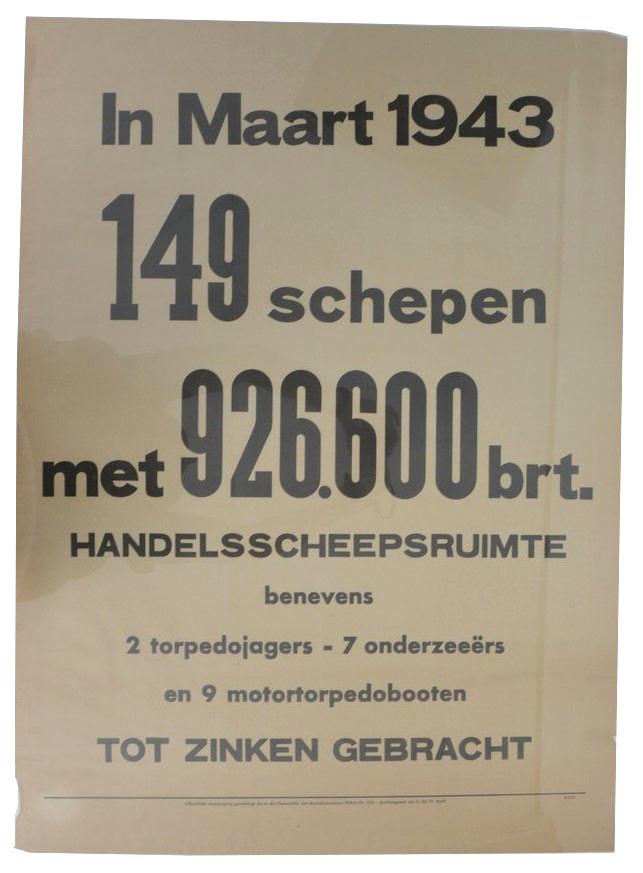 In Maart 1943
149 schepen
met 926.600 brt.
HANDELSSCHEEPSRUIMTE
benevens
2 torpedojagers - 7 onderzeeërs
en 9 motortorpedobooten
TOT ZINKEN GEBRACHT